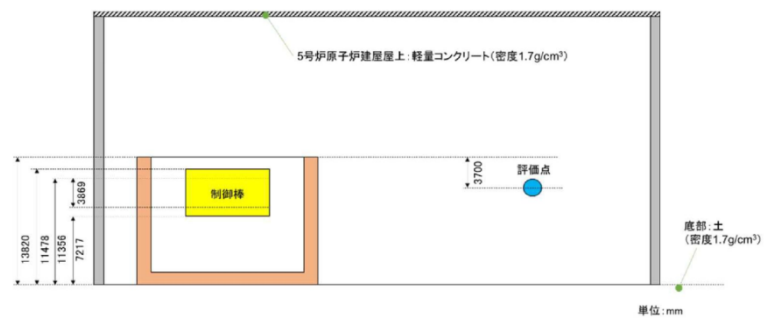 5号炉原子炉建屋屋上：軽量コンクリート（密度1.7g/cm³）
3700
評価点
制御棒
3869
13820
11478
11356
7217
底部：土
（密度1.7g/cm³）
単位：mm